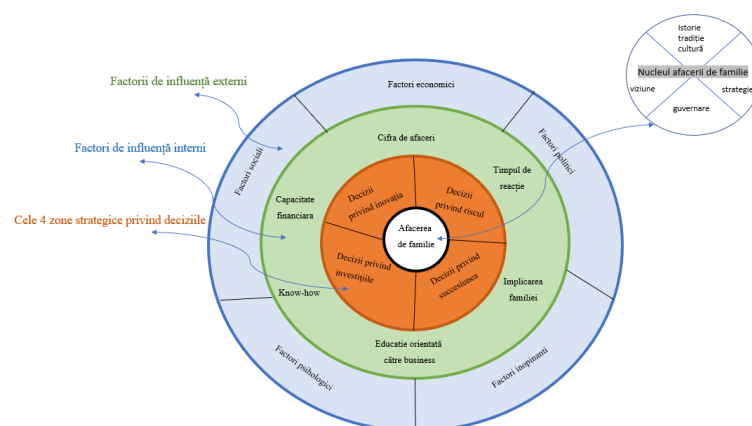 Istorie
tradiție
cultură
Nucleul afacerii de familie
viziune
strategie
guvernare
Factorii de influență externi
Factori de influență interni
Cele 4 zone strategice privind deciziile
Factori economici
Factori sociali
Factori politici
Factori psihologici
Factori inopinanti
Cifra de afaceri
Timpul de
reacție
Capacitate
financiara
Know-how
Implicarea
familiei
Educatie orientată
către business
Decizii
privind inovația
Decizii
privind riscul
Decizii privind
investițiile
Decizii privind
succesiunea
Afacerea
de familie